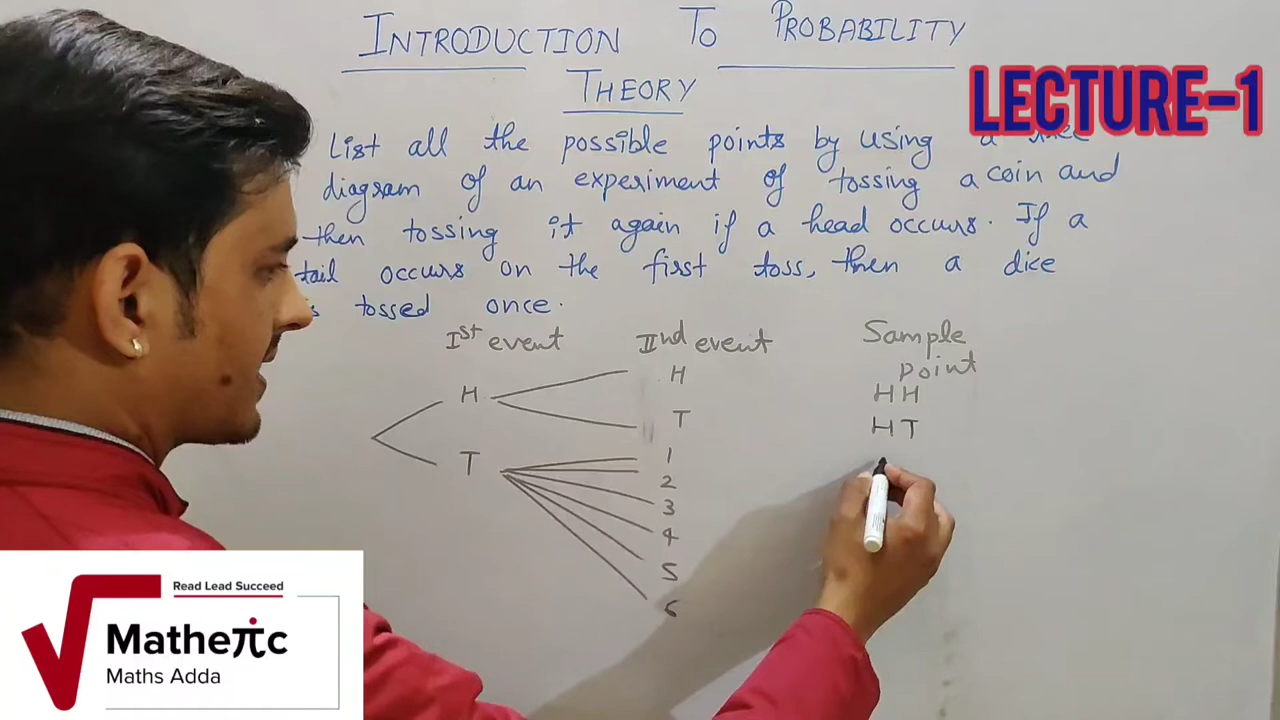 INTRODUCTION TO PROBABILITY
THEORY
LECTURE-1
List all the possible points by using a
diagram of an experiment of tossing a coin and
then tossing it again if a head occurs. If a
tail occurs on the first toss, then a dice
tossed once.
Ist event IInd event Sample
point
H
T
H
T
1
2
3
4
5
6
HH
HT
Read Lead Succeed
Matheπc
Maths Adda